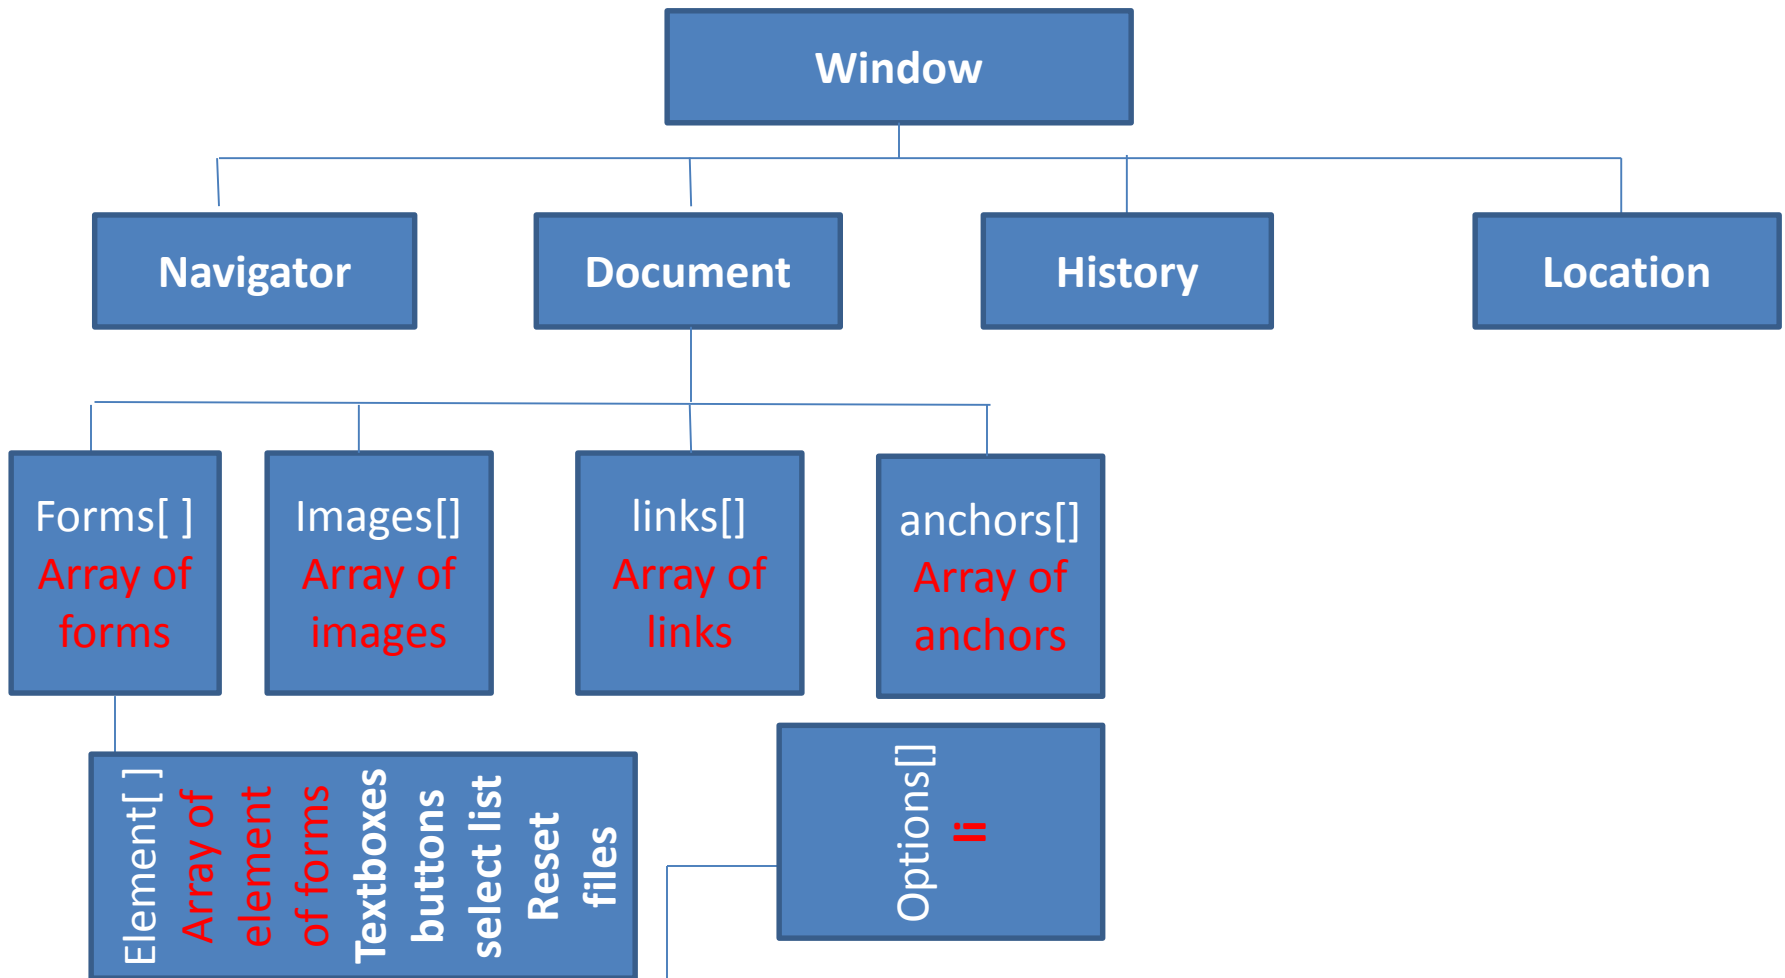 Window
Navigator
Document
History
Location
Forms[ ]
Array of
forms
Images[]
Array of
images
links[]
Array of
links
anchors[]
Array of
anchors
Element[ ]
Array of
element
of forms
Textboxes
buttons
select list
Reset
files
Options[]
li